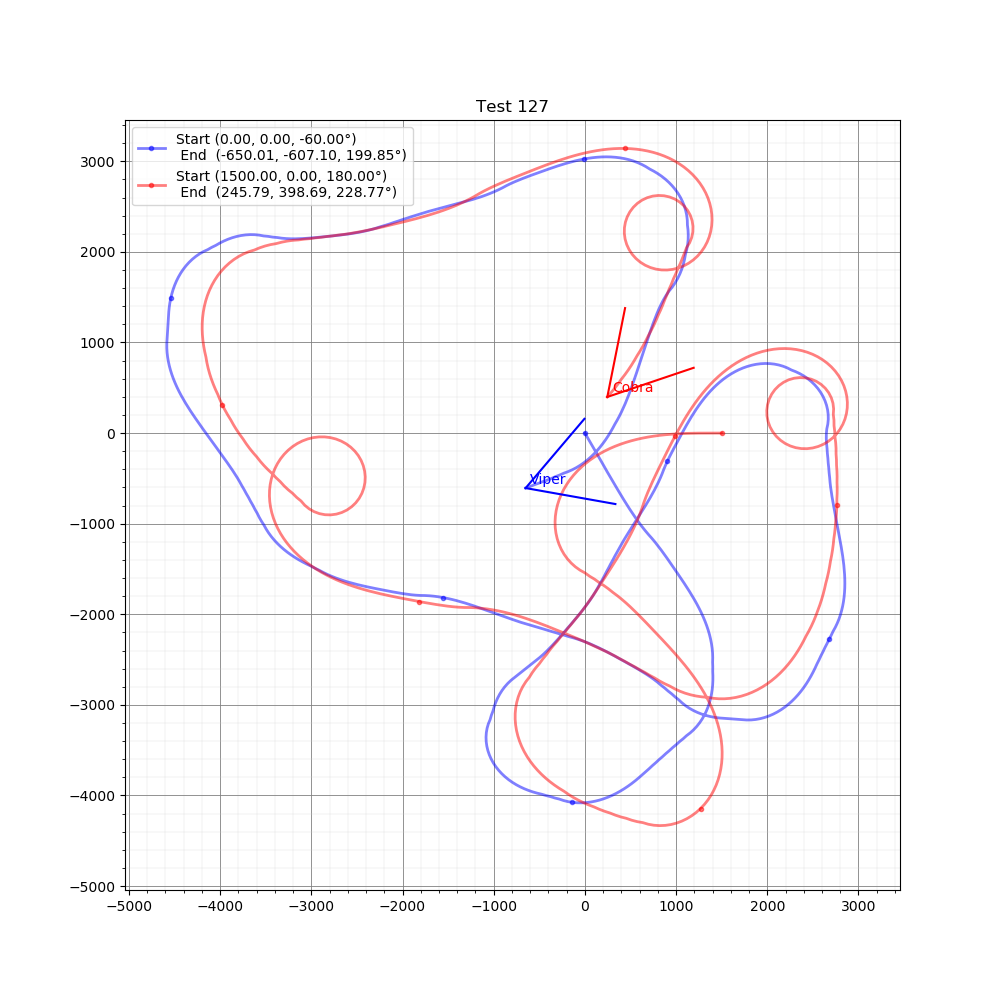 Test 127
Start (0.00, 0.00, -60.00°)
End (-650.01, -607.10, 199.85°)
Start (1500.00, 0.00, 180.00°)
End (245.79, 398.69, 228.77°)
3000
2000
1000
0
−1000
−2000
−3000
−4000
−5000
Cobra
Viper
−5000 −4000 −3000 −2000 −1000 0 1000 2000 3000